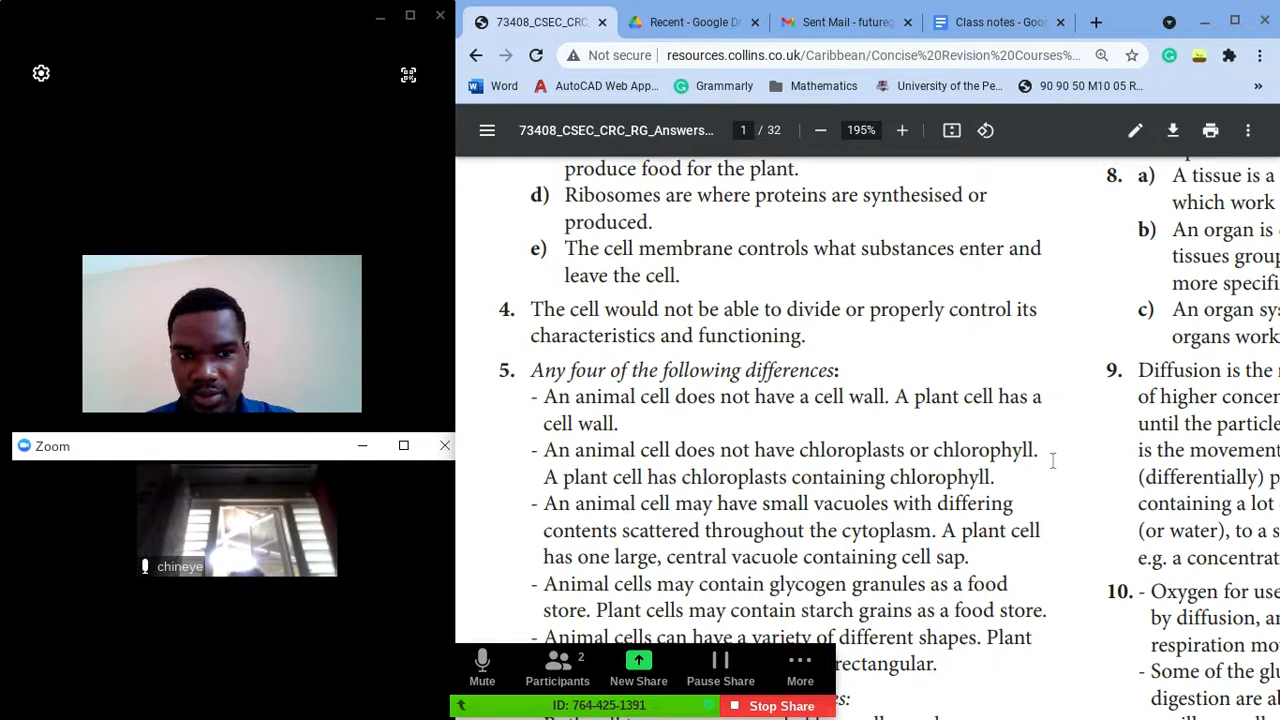 73408_CSEC_CRC_
Recent - Google Dr
Sent Mail - futureg
Class notes - Goo
Not secure
resources.collins.co.uk/Caribbean/Concise%20Revision%20Courses%...
Word
AutoCAD Web App...
Grammarly
Mathematics
University of the Pe...
90 90 50 M10 05 R...
»
73408_CSEC_CRC_RG_Answers...
1 / 32
195%
produce food for the plant.
d) Ribosomes are where proteins are synthesised or
produced.
e) The cell membrane controls what substances enter and
leave the cell.
4. The cell would not be able to divide or properly control its
characteristics and functioning.
5. Any four of the following differences:
- An animal cell does not have a cell wall. A plant cell has a
cell wall.
- An animal cell does not have chloroplasts or chlorophyll.
A plant cell has chloroplasts containing chlorophyll.
- An animal cell may have small vacuoles with differing
contents scattered throughout the cytoplasm. A plant cell
has one large, central vacuole containing cell sap.
- Animal cells may contain glycogen granules as a food
store. Plant cells may contain starch grains as a food store.
- Animal cells can have a variety of different shapes. Plant
rectangular.
8. a) A tissue is a
which work
b) An organ is
tissues grou
more specifi
c) An organ sy
organs work
9. Diffusion is the
of higher concen
until the particle
is the movement
(differentially) p
containing a lot
(or water), to a s
e.g. a concentrat
10. - Oxygen for use
by diffusion, an
respiration mo
- Some of the glu
digestion are al
Zoom
chineye
Mute
Participants
2
New Share
Pause Share
More
ID: 764-425-1391
Stop Share